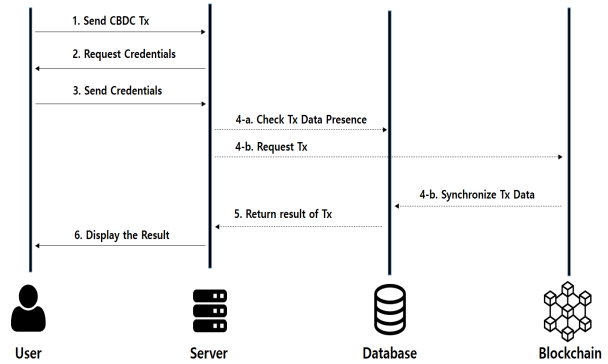 1. Send CBDC Tx
2. Request Credentials
3. Send Credentials
4-a. Check Tx Data Presence
4-b. Request Tx
4-b. Synchronize Tx Data
5. Return result of Tx
6. Display the Result
User
Server
Database
Blockchain